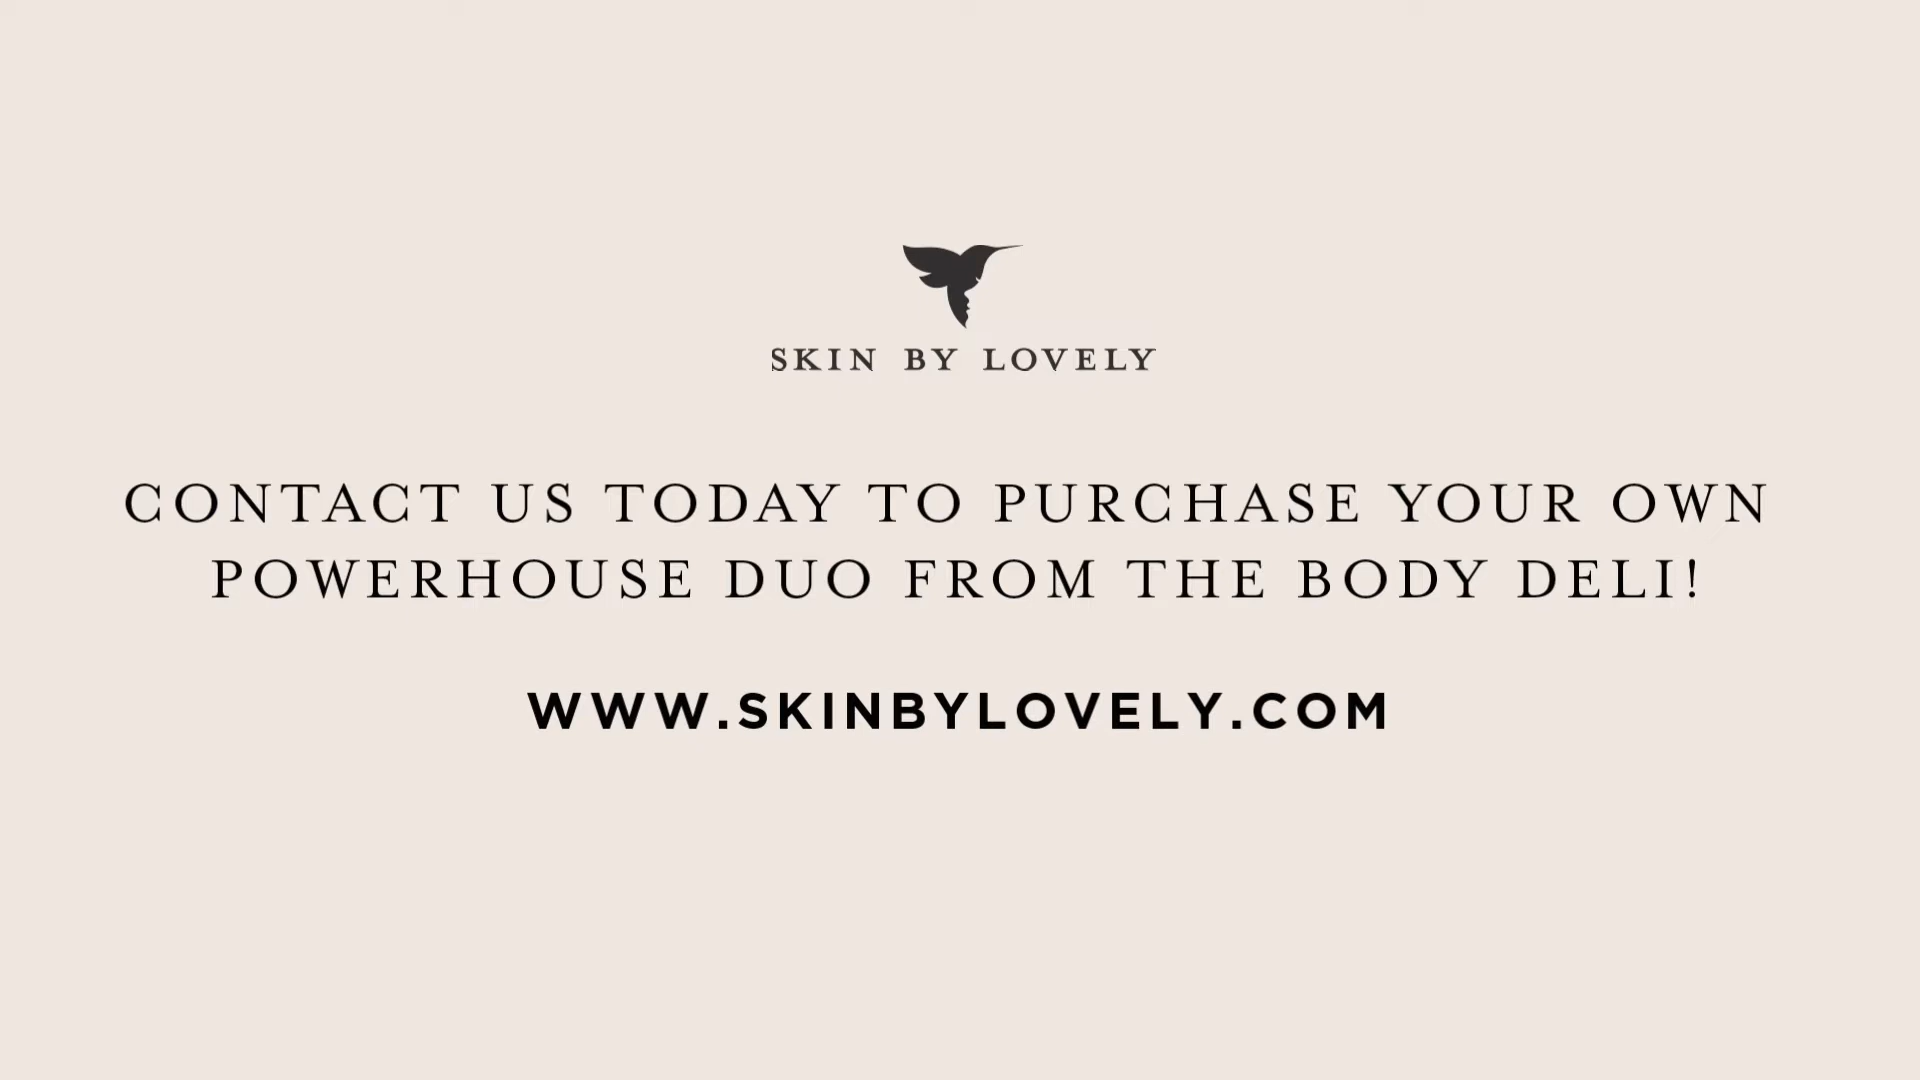 SKIN BY LOVELY
CONTACT US TODAY TO PURCHASE YOUR OWN
POWERHOUSE DUO FROM THE BODY DELI!
WWW.SKINBYLOVELY.COM